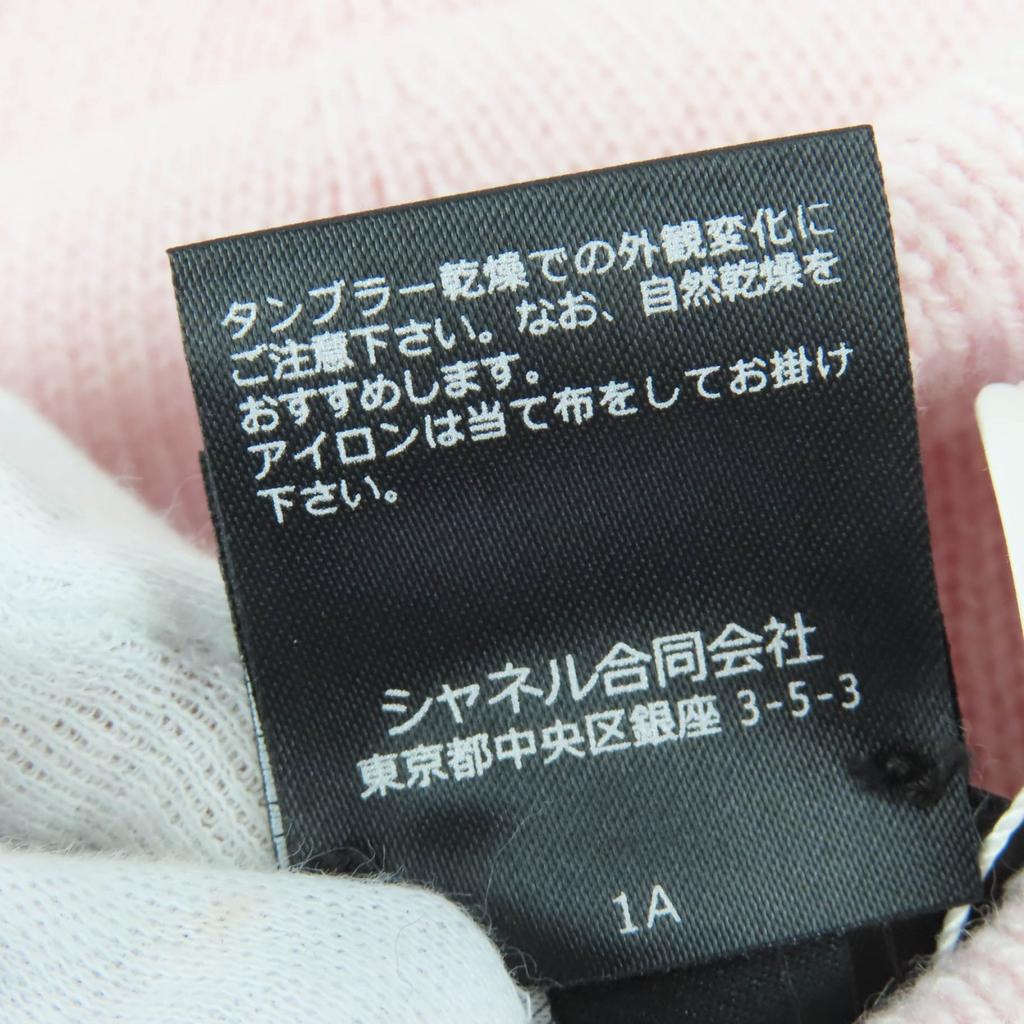 タンブラー乾燥での外観変化に
ご注意下さい。なお、自然乾燥を
おすすめします。
アイロンは当て布をしてお掛け
下さい。
シャネル合同会社
東京都中央区銀座 3-5-3
1A